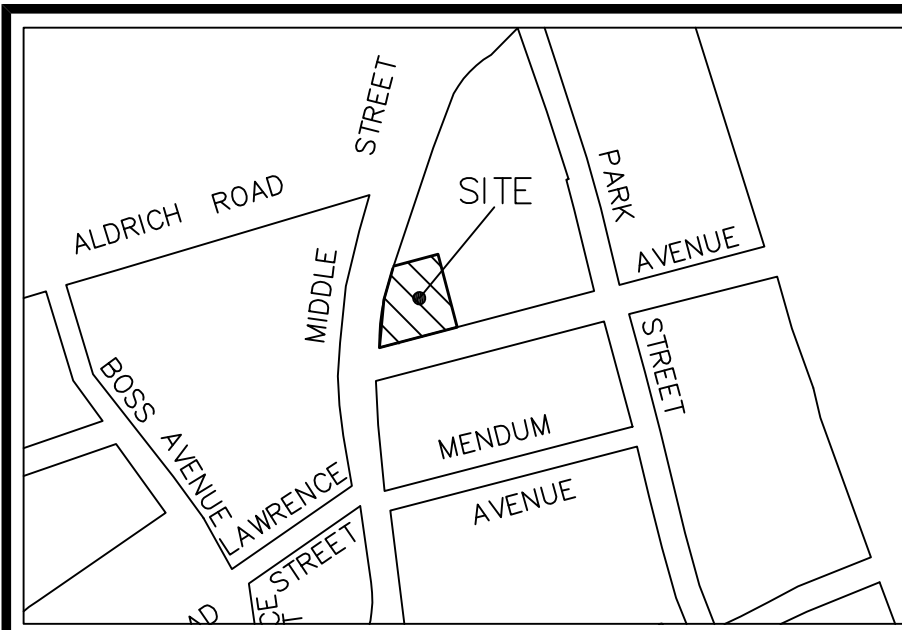 STREET
MIDDLE
ALDRICH ROAD
SITE
PARK
STREET
AVENUE
BOSS AVENUE
MENDUM
AVENUE
LAWRENCE
STREET